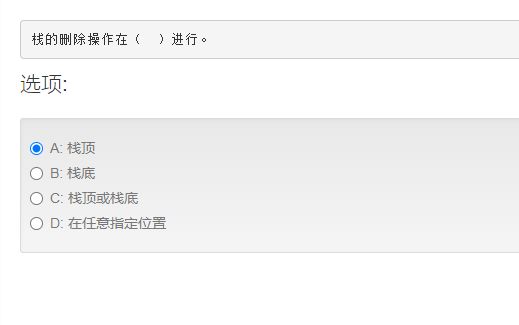 栈的删除操作在（　）进行。
选项:
A: 栈顶
B: 栈底
C: 栈顶或栈底
D: 在任意指定位置